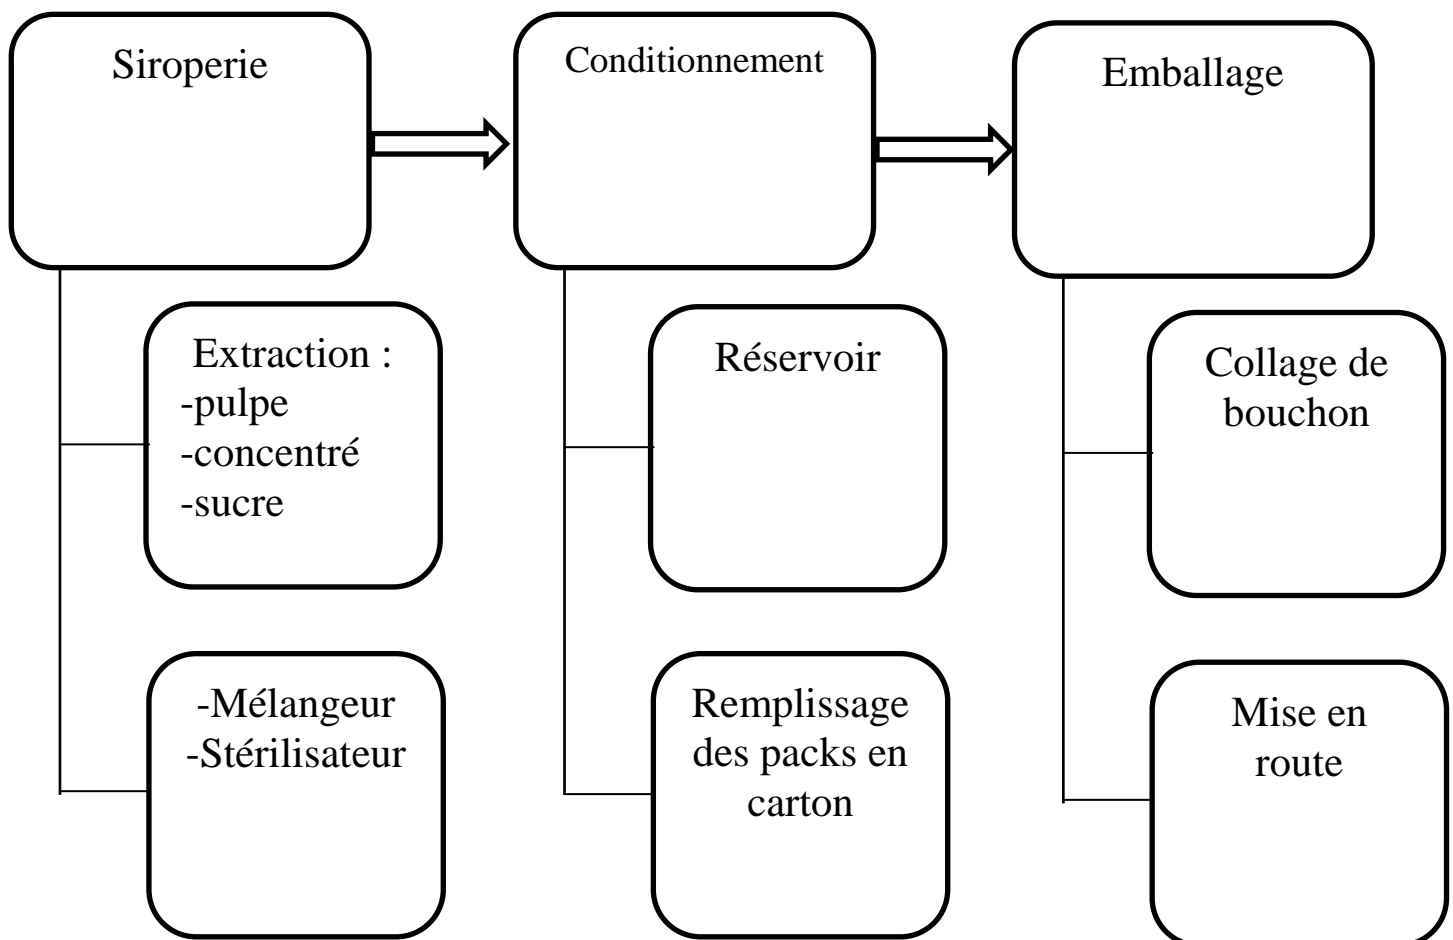 Siroperie
Conditionnement
Emballage
Extraction :
-pulpe
-concentré
-sucre
Réservoir
Collage de
bouchon
-Mélangeur
-Stérilisateur
Remplissage
des packs en
carton
Mise en
route